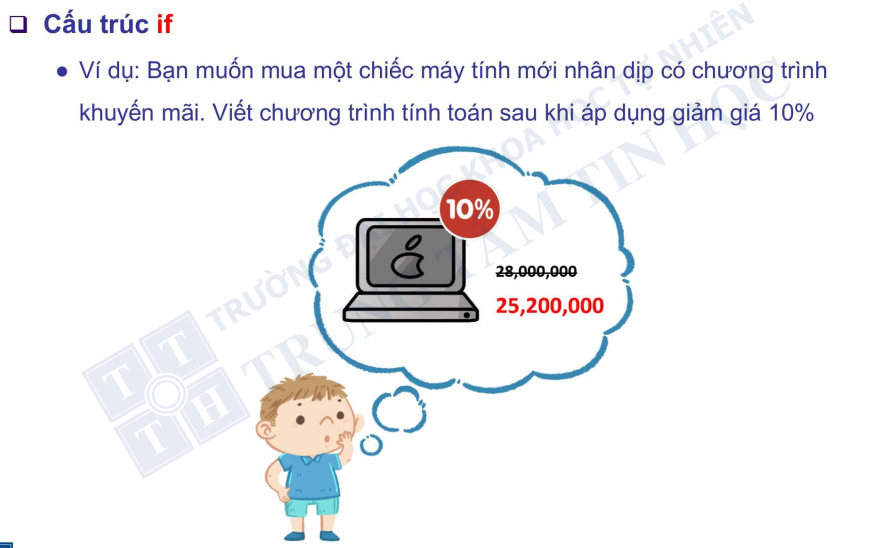 Cấu trúc if
Ví dụ: Bạn muốn mua một chiếc máy tính mới nhân dịp có chương trình
khuyến mãi. Viết chương trình tính toán sau khi áp dụng giảm giá 10%
10%
28,000,000
25,200,000
TRƯỜNG ĐẠI HỌC KHOA HỌC TỰ NHIÊN
TRUNG TÂM TIN HỌC
T T
T H